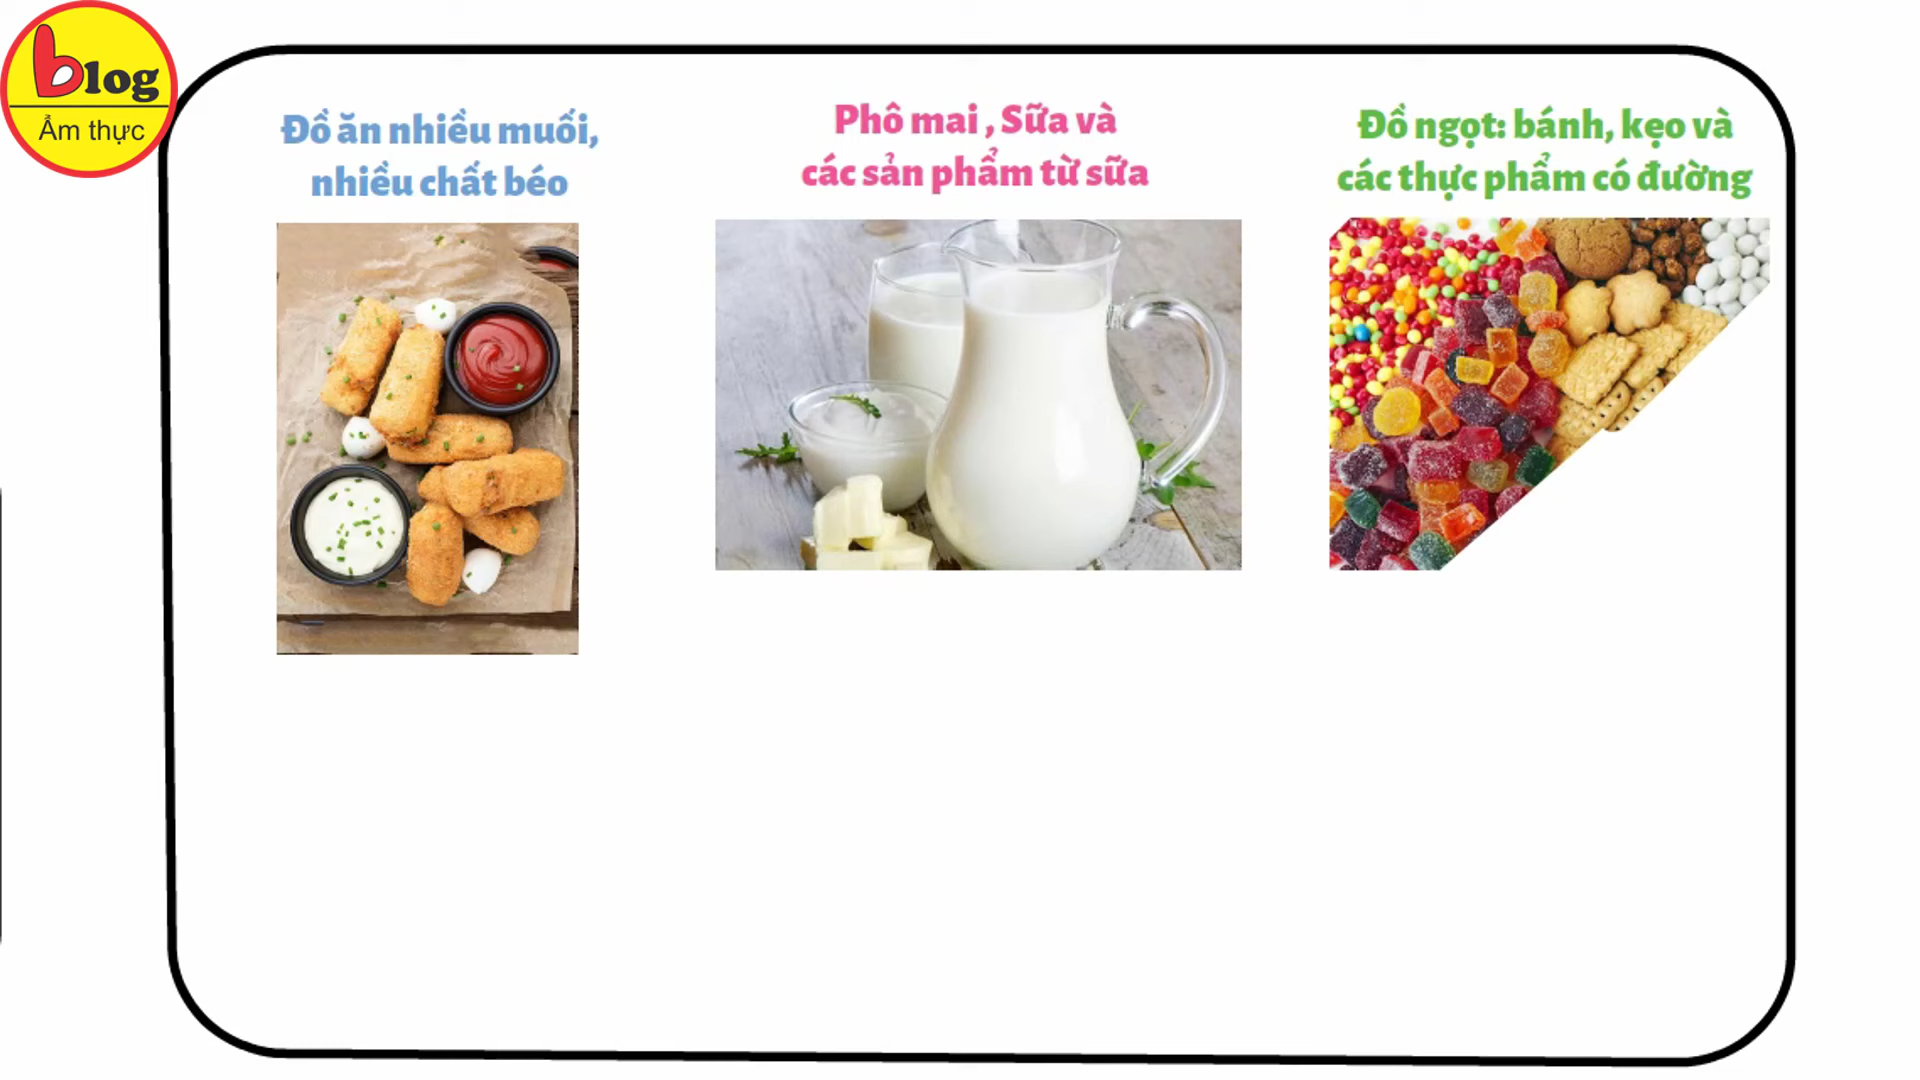 blog
Ẩm thực
Đồ ăn nhiều muối,
nhiều chất béo
Phô mai , Sữa và
các sản phẩm từ sữa
Đồ ngọt: bánh, kẹo và
các thực phẩm có đường